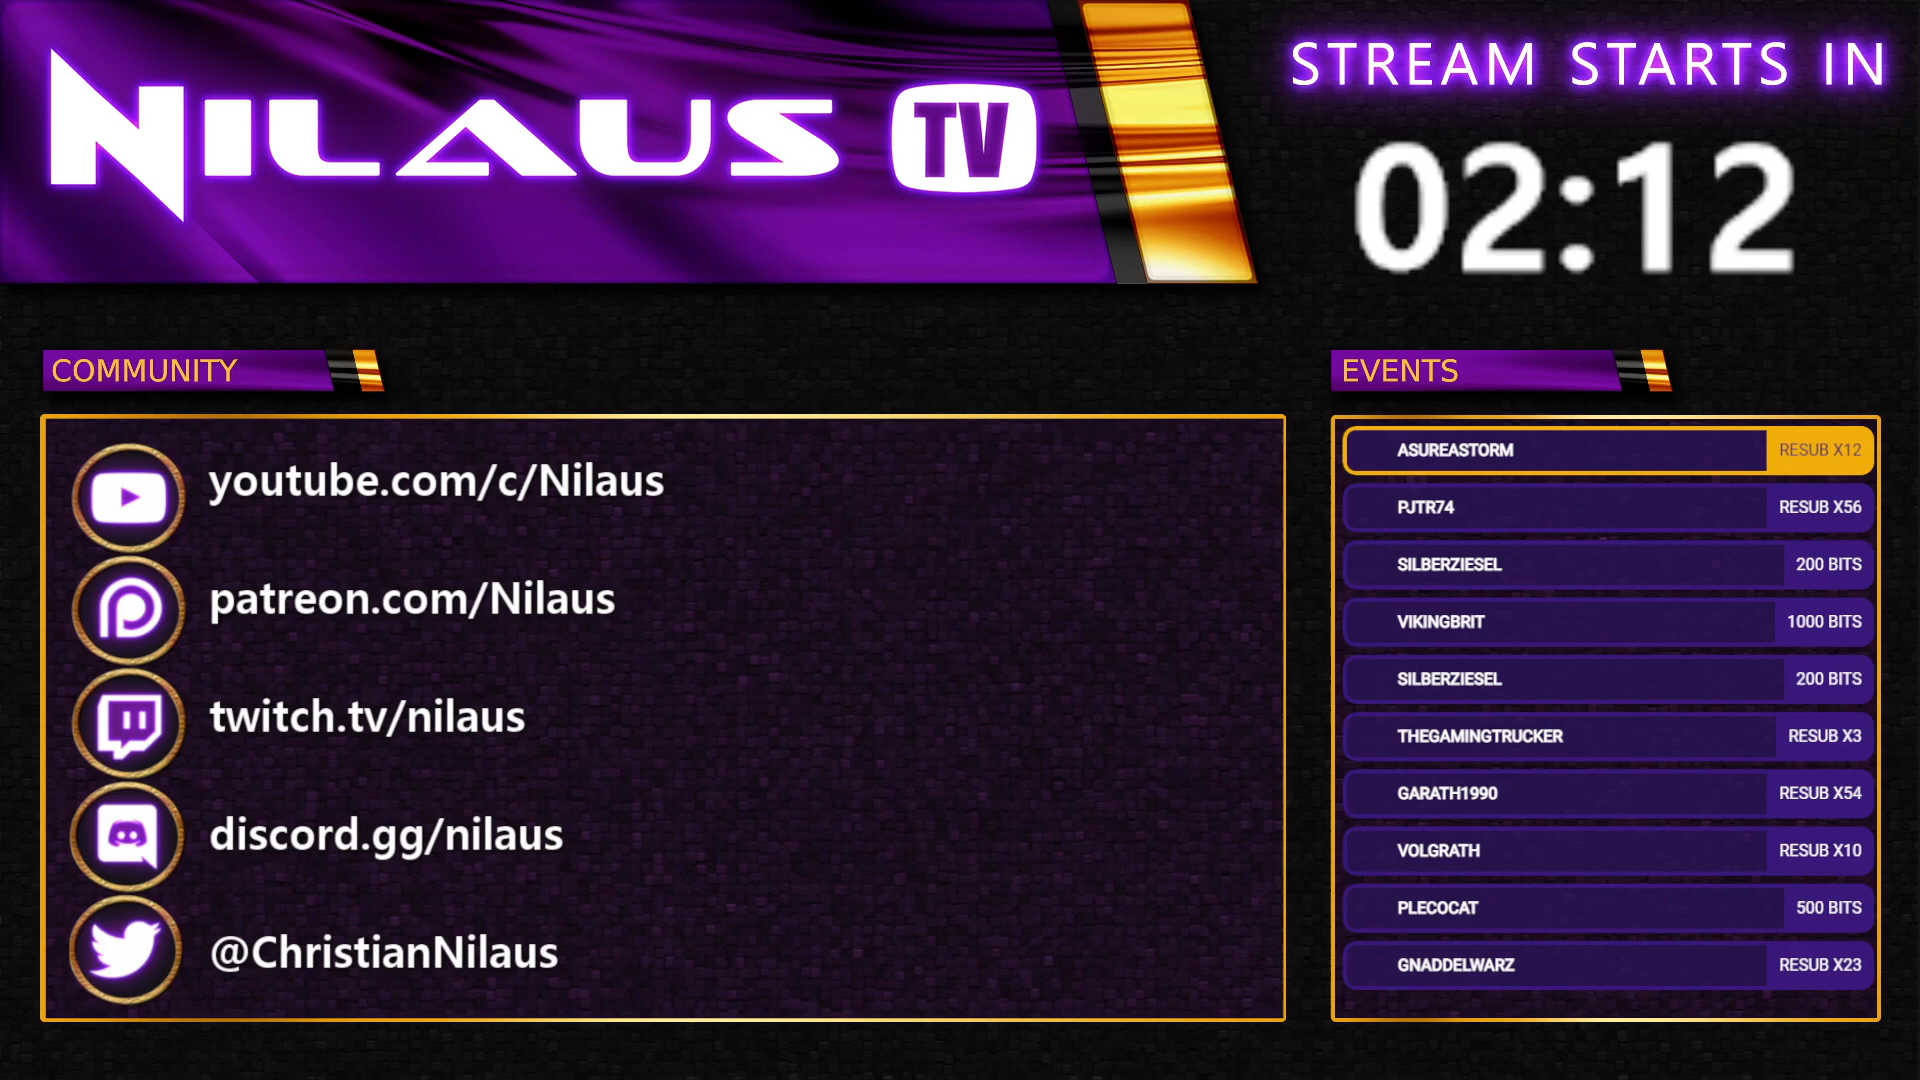 NILAUS TV
STREAM STARTS IN
02:12
COMMUNITY
youtube.com/c/Nilaus
patreon.com/Nilaus
twitch.tv/nilaus
discord.gg/nilaus
@ChristianNilaus
EVENTS
ASUREASTORM RESUB X12
PJTR74 RESUB X56
SILBERZIESEL 200 BITS
VIKINGBRIT 1000 BITS
SILBERZIESEL 200 BITS
THEGAMINGTRUCKER RESUB X3
GARATH1990 RESUB X54
VOLGRATH RESUB X10
PLECOCAT 500 BITS
GNADDELWARZ RESUB X23